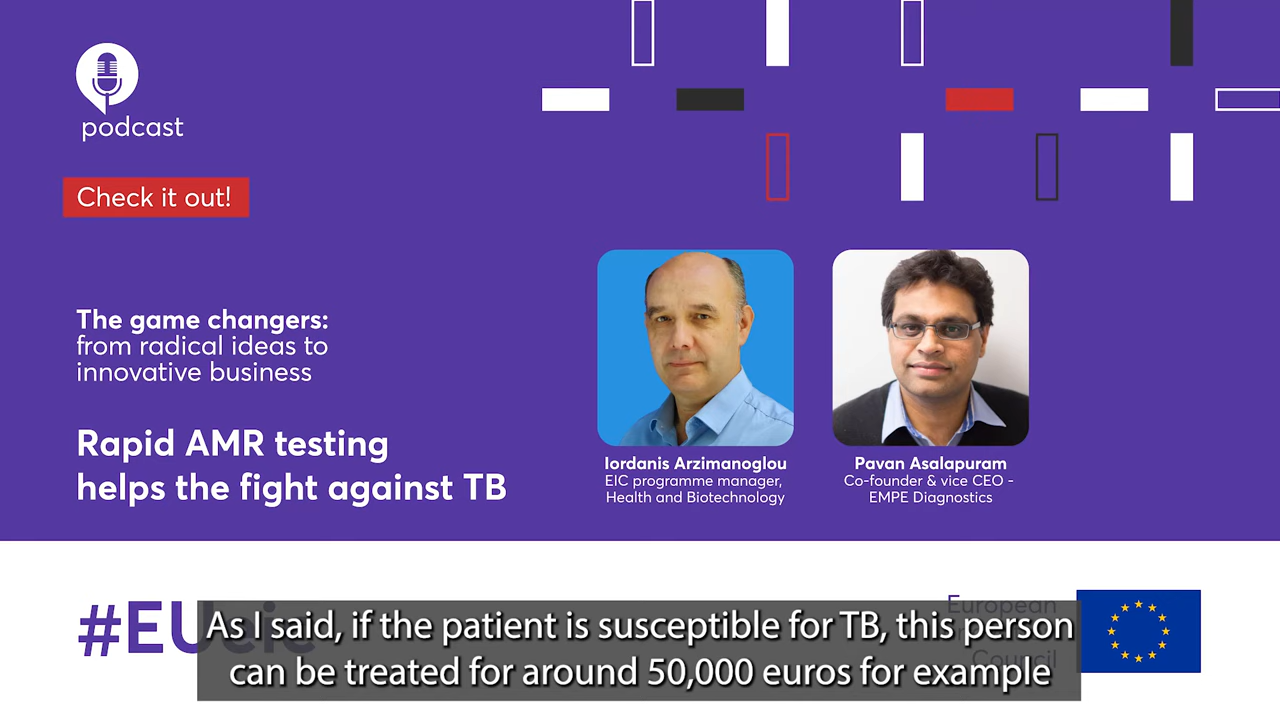 podcast
Check it out!
The game changers:
from radical ideas to
innovative business
Rapid AMR testing
helps the fight against TB
Iordanis Arzimanoglou
EIC programme manager,
Health and Biotechnology
Pavan Asalapuram
Co-founder & vice CEO -
EMPE Diagnostics
#EUeic
European
Council
As I said, if the patient is susceptible for TB, this person
can be treated for around 50,000 euros for example